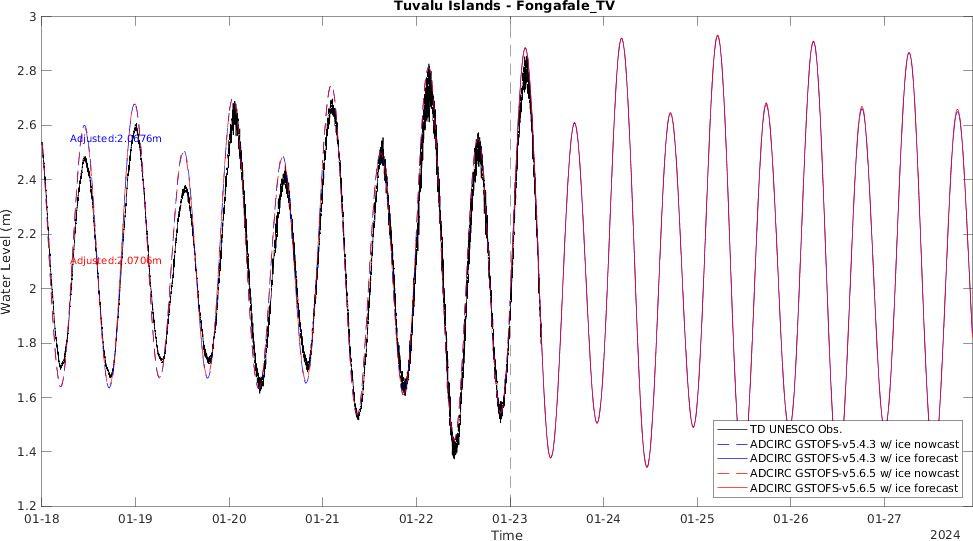 Tuvalu Islands - Fongafale_TV
3
2.8
2.6
2.4
2.2
2
1.8
1.6
1.4
1.2
Water Level (m)
Adjusted:2.0676m
Adjusted:2.0706m
TD UNESCO Obs.
ADCIRC GSTOFS-v5.4.3 w/ ice nowcast
ADCIRC GSTOFS-v5.4.3 w/ ice forecast
ADCIRC GSTOFS-v5.6.5 w/ ice nowcast
ADCIRC GSTOFS-v5.6.5 w/ ice forecast
01-18 01-19 01-20 01-21 01-22 01-23 01-24 01-25 01-26 01-27
Time
2024